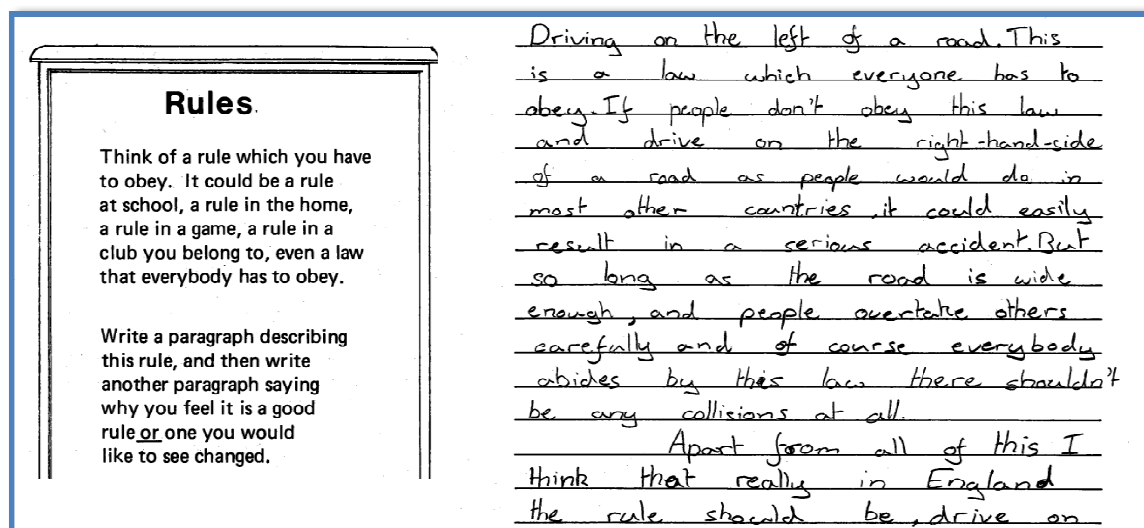 Rules.
Think of a rule which you have
to obey. It could be a rule
at school, a rule in the home,
a rule in a game, a rule in a
club you belong to, even a law
that everybody has to obey.
Write a paragraph describing
this rule, and then write
another paragraph saying
why you feel it is a good
rule or one you would
like to see changed.
Driving on the left of a road. This
is a law which everyone has to
obey. If people don't obey this law
and drive on the right-hand-side
of a road as people would do in
most other countries, it could easily
result in a serious accident. But
so long as the road is wide
enough, and people overtake others
carefully and of course everybody
abides by this law there shouldn't
be any collisions at all.
Apart from all of this I
think that really in England
the rule should be, drive on